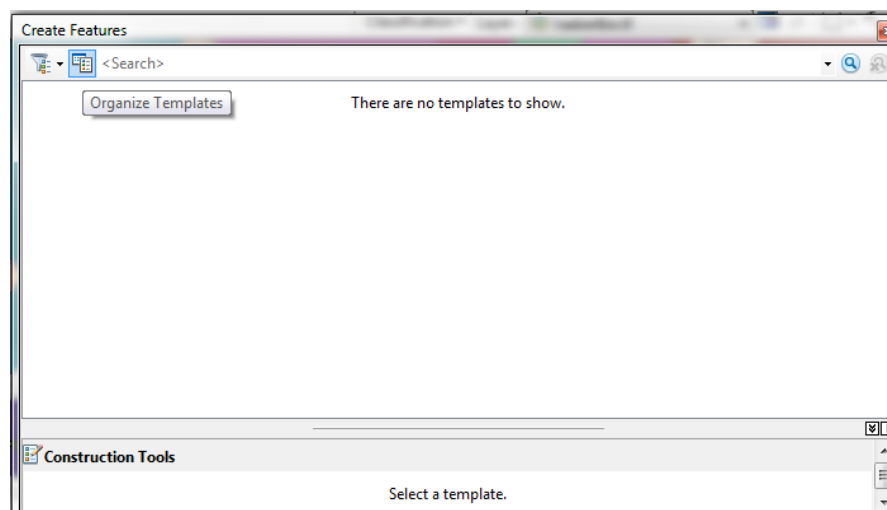 Create Features
<Search>
Organize Templates
There are no templates to show.
Construction Tools
Select a template.